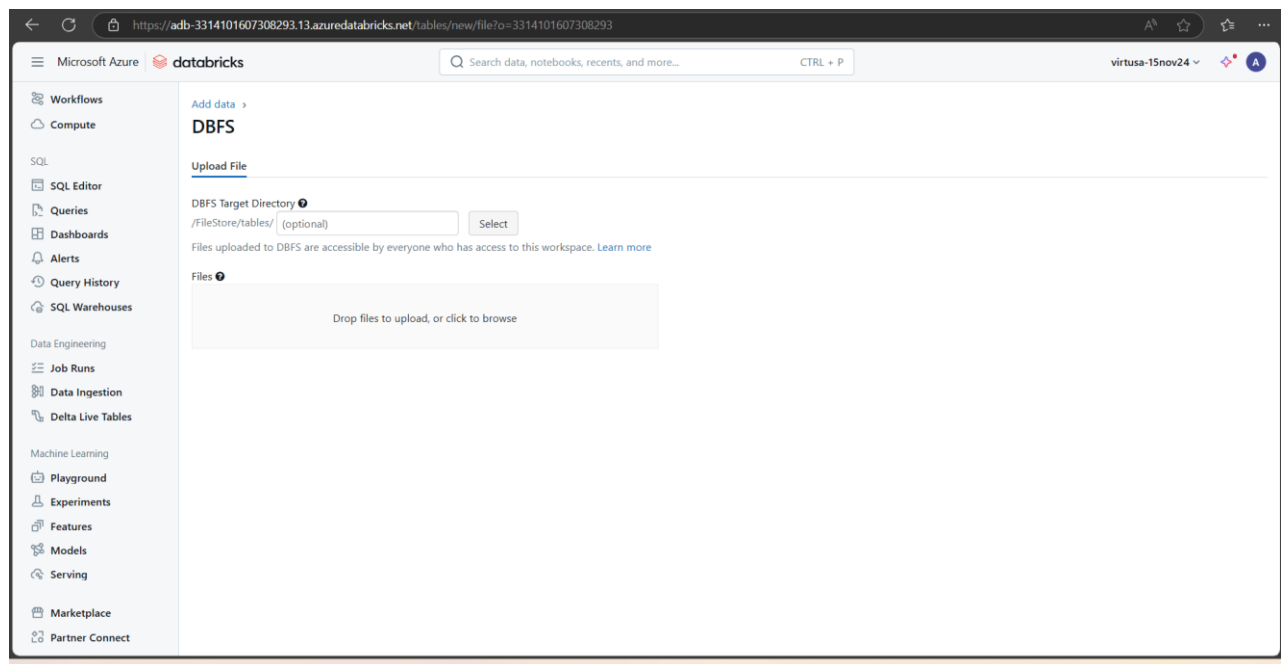 https://adb-3314101607308293.13.azuredatabricks.net/tables/new/file?o=3314101607308293
Microsoft Azure databricks Search data, notebooks, recents, and more... CTRL + P virtusa-15nov24 A
Workflows
Compute
SQL
SQL Editor
Queries
Dashboards
Alerts
Query History
SQL Warehouses
Data Engineering
Job Runs
Data Ingestion
Delta Live Tables
Machine Learning
Playground
Experiments
Features
Models
Serving
Marketplace
Partner Connect
Add data ›
DBFS
Upload File
DBFS Target Directory ?
/FileStore/tables/ (optional) Select
Files uploaded to DBFS are accessible by everyone who has access to this workspace. Learn more
Files ?
Drop files to upload, or click to browse